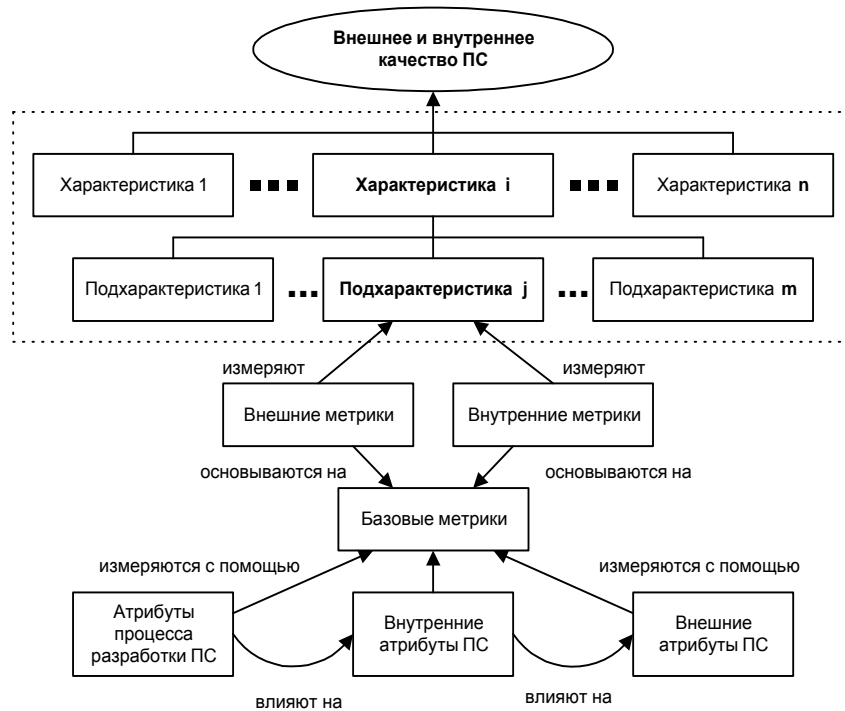 Внешнее и внутреннее
качество ПС
Характеристика 1
Характеристика i
Характеристика n
Подхарактеристика 1
...
Подхарактеристика j
...
Подхарактеристика m
измеряют
измеряют
Внешние метрики
Внутренние метрики
основываются на
основываются на
Базовые метрики
измеряются с помощью
измеряются с помощью
Атрибуты
процесса
разработки ПС
Внутренние
атрибуты ПС
Внешние
атрибуты ПС
влияют на
влияют на